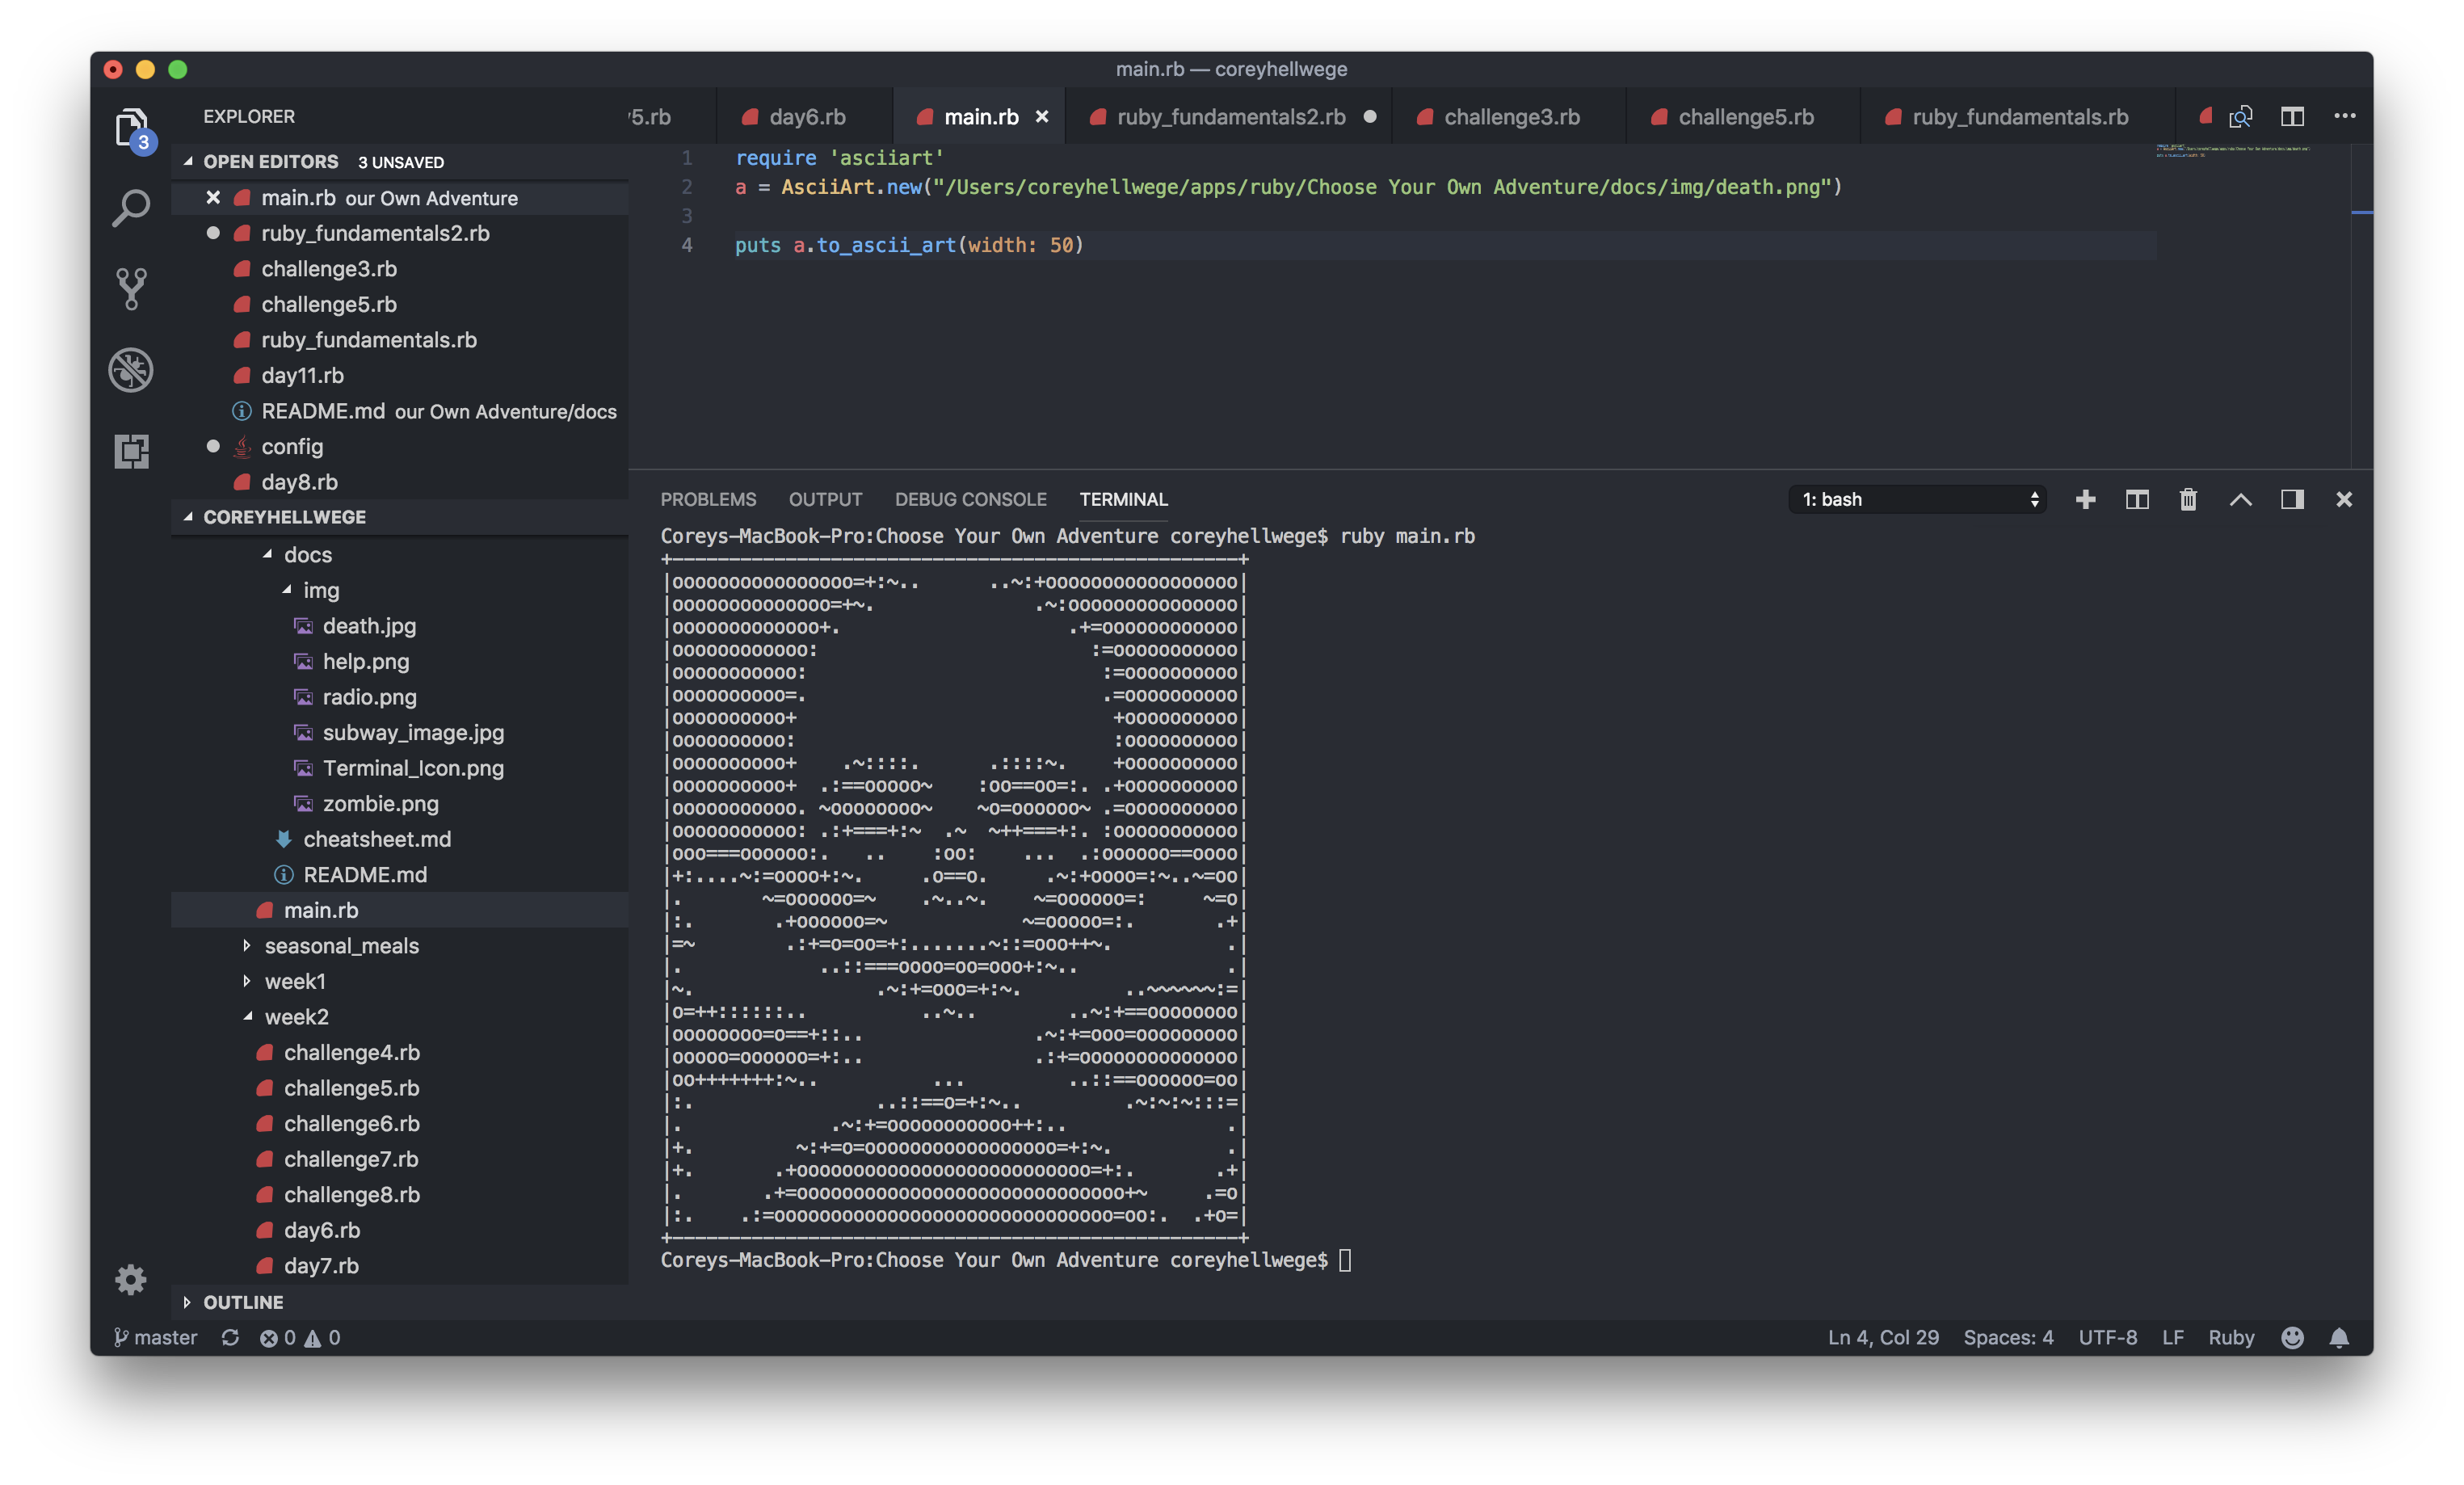 main.rb — coreyhellwege
EXPLORER
5.rb
day6.rb
main.rb
ruby_fundamentals2.rb
challenge3.rb
challenge5.rb
ruby_fundamentals.rb
3
OPEN EDITORS 3 UNSAVED
main.rb our Own Adventure
ruby_fundamentals2.rb
challenge3.rb
challenge5.rb
ruby_fundamentals.rb
day11.rb
README.md our Own Adventure/docs
config
day8.rb
COREYHELLWEGE
docs
img
death.jpg
help.png
radio.png
subway_image.jpg
Terminal_Icon.png
zombie.png
cheatsheet.md
README.md
main.rb
seasonal_meals
week1
week2
challenge4.rb
challenge5.rb
challenge6.rb
challenge7.rb
challenge8.rb
day6.rb
day7.rb
OUTLINE
1 require 'asciiart'
2 a = AsciiArt.new("/Users/coreyhellwege/apps/ruby/Choose Your Own Adventure/docs/img/death.png")
3
4 puts a.to_ascii_art(width: 50)
PROBLEMS OUTPUT DEBUG CONSOLE TERMINAL
1: bash
Coreys-MacBook-Pro:Choose Your Own Adventure coreyhellwege$ ruby main.rb
Coreys-MacBook-Pro:Choose Your Own Adventure coreyhellwege$
master 0 0
Ln 4, Col 29 Spaces: 4 UTF-8 LF Ruby